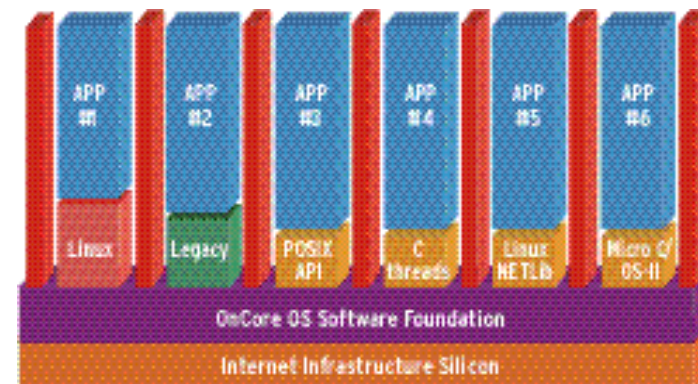 APP
#1
APP
#2
APP
#3
APP
#4
APP
#5
APP
#6
Linux
Legacy
POSIX
API
C
threads
Linux
NETLib
Micro C/
OS-II
OnCore OS Software Foundation
Internet Infrastructure Silicon